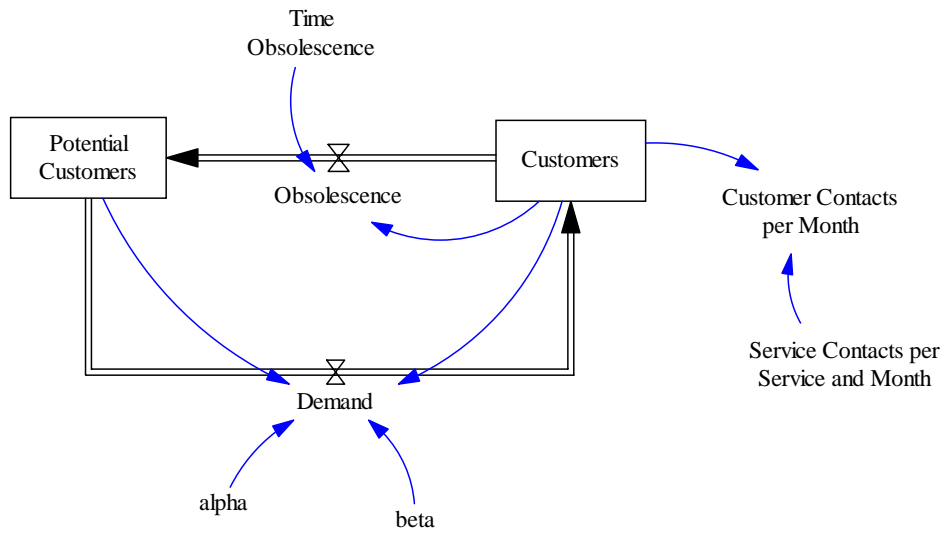 Time
Obsolescence
Potential
Customers
Customers
Obsolescence
Customer Contacts
per Month
Service Contacts per
Service and Month
Demand
alpha
beta